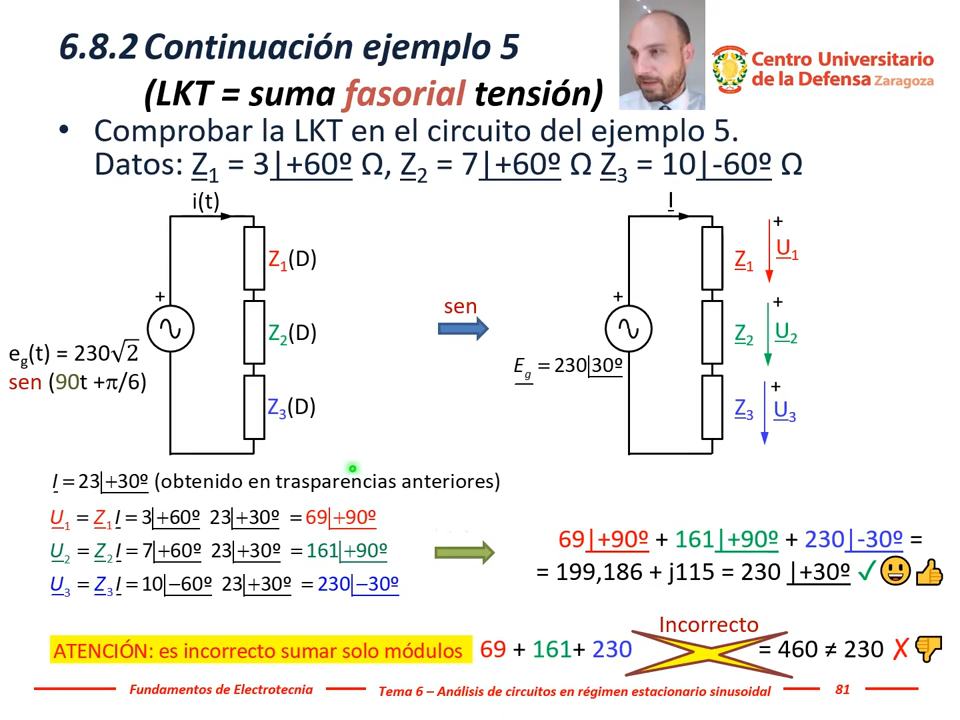 6.8.2 Continuación ejemplo 5
(LKT = suma fasorial tensión)
Centro Universitario
de la Defensa Zaragoza
• Comprobar la LKT en el circuito del ejemplo 5.
Datos: Z1 = 3|+60º Ω, Z2 = 7|+60º Ω Z3 = 10|-60º Ω
i(t)
+
Z1(D)
Z2(D)
Z3(D)
eg(t) = 230√2
sen (90t +π/6)
sen
I
+
Eg = 230|30º
Z1
+
U1
Z2
+
U2
Z3
+
U3
I = 23|+30º (obtenido en trasparencias anteriores)
U1 = Z1 I = 3|+60º 23|+30º = 69|+90º
U2 = Z2 I = 7|+60º 23|+30º = 161|+90º
U3 = Z3 I = 10|−60º 23|+30º = 230|−30º
69|+90º + 161|+90º + 230|-30º =
= 199,186 + j115 = 230 |+30º ✓
ATENCIÓN: es incorrecto sumar solo módulos
69 + 161+ 230
Incorrecto
= 460 ≠ 230 ✗
Fundamentos de Electrotecnia
Tema 6 – Análisis de circuitos en régimen estacionario sinusoidal
81